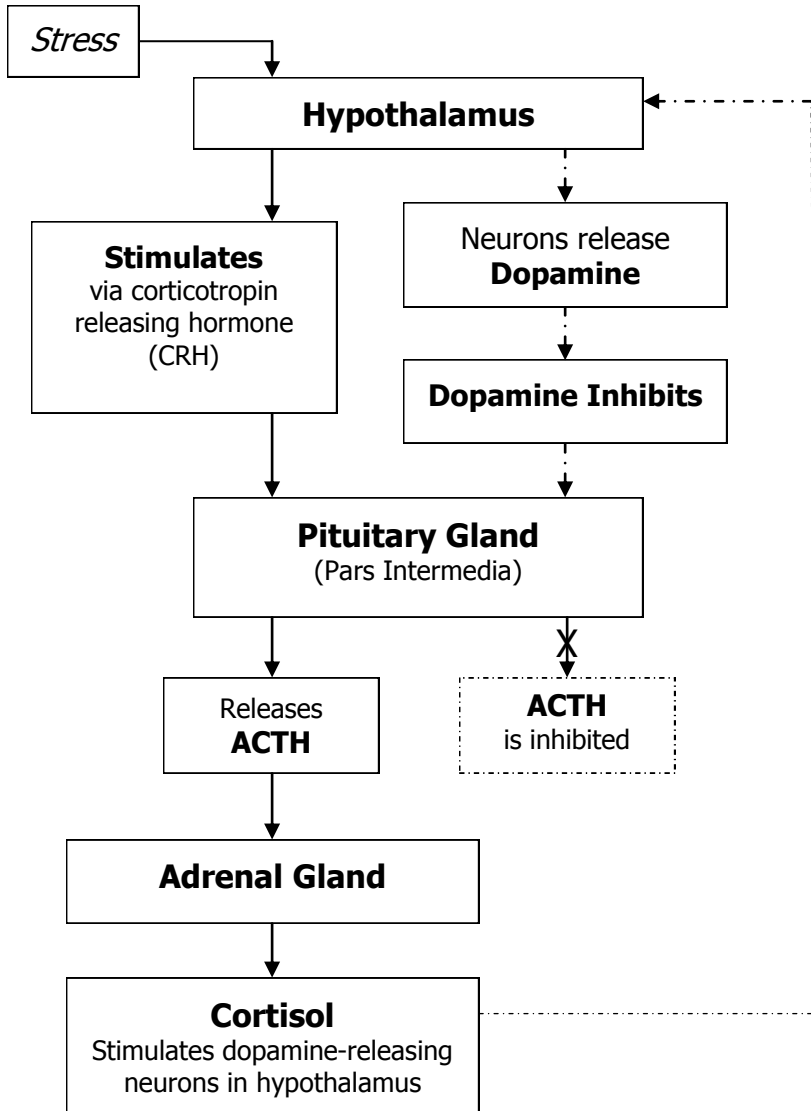 Stress
Hypothalamus
Stimulates
via corticotropin
releasing hormone
(CRH)
Neurons release
Dopamine
Dopamine Inhibits
Pituitary Gland
(Pars Intermedia)
X
Releases
ACTH
ACTH
is inhibited
Adrenal Gland
Cortisol
Stimulates dopamine-releasing
neurons in hypothalamus